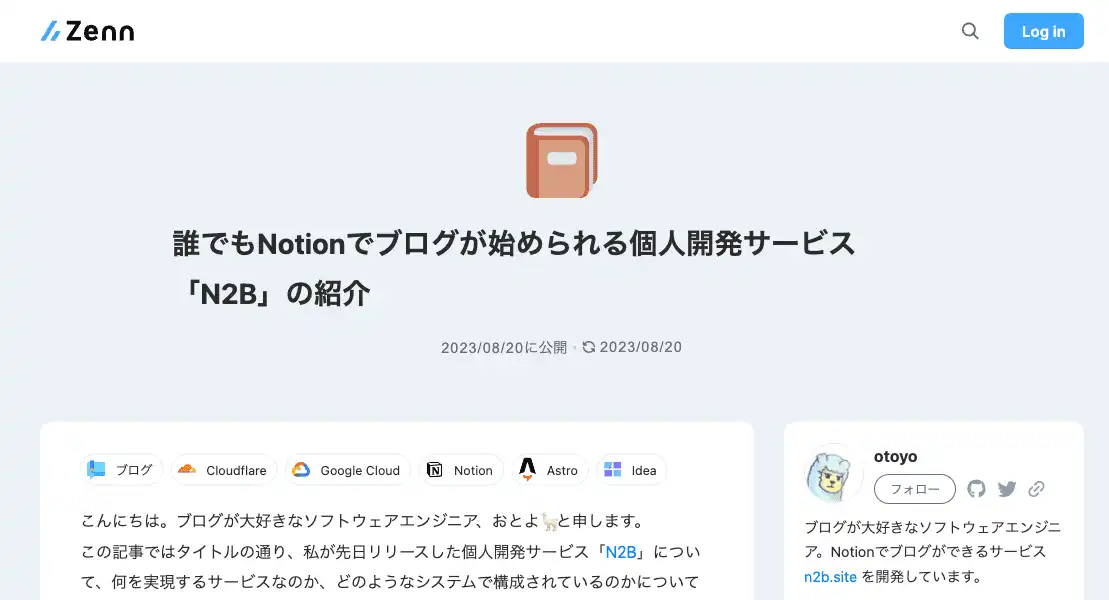 Zenn
Log in
誰でもNotionでブログが始められる個人開発サービス
「N2B」の紹介
2023/08/20に公開・2023/08/20
ブログ Cloudflare Google Cloud Notion Astro Idea
こんにちは。ブログが大好きなソフトウェアエンジニア、おとよ🦙と申します。
この記事ではタイトルの通り、私が先日リリースした個人開発サービス「N2B」につい
て、何を実現するサービスなのか、どのようなシステムで構成されているのかについて
otoyo
フォロー
ブログが大好きなソフトウェアエンジニ
ア。Notionでブログができるサービス
n2b.site を開発しています。